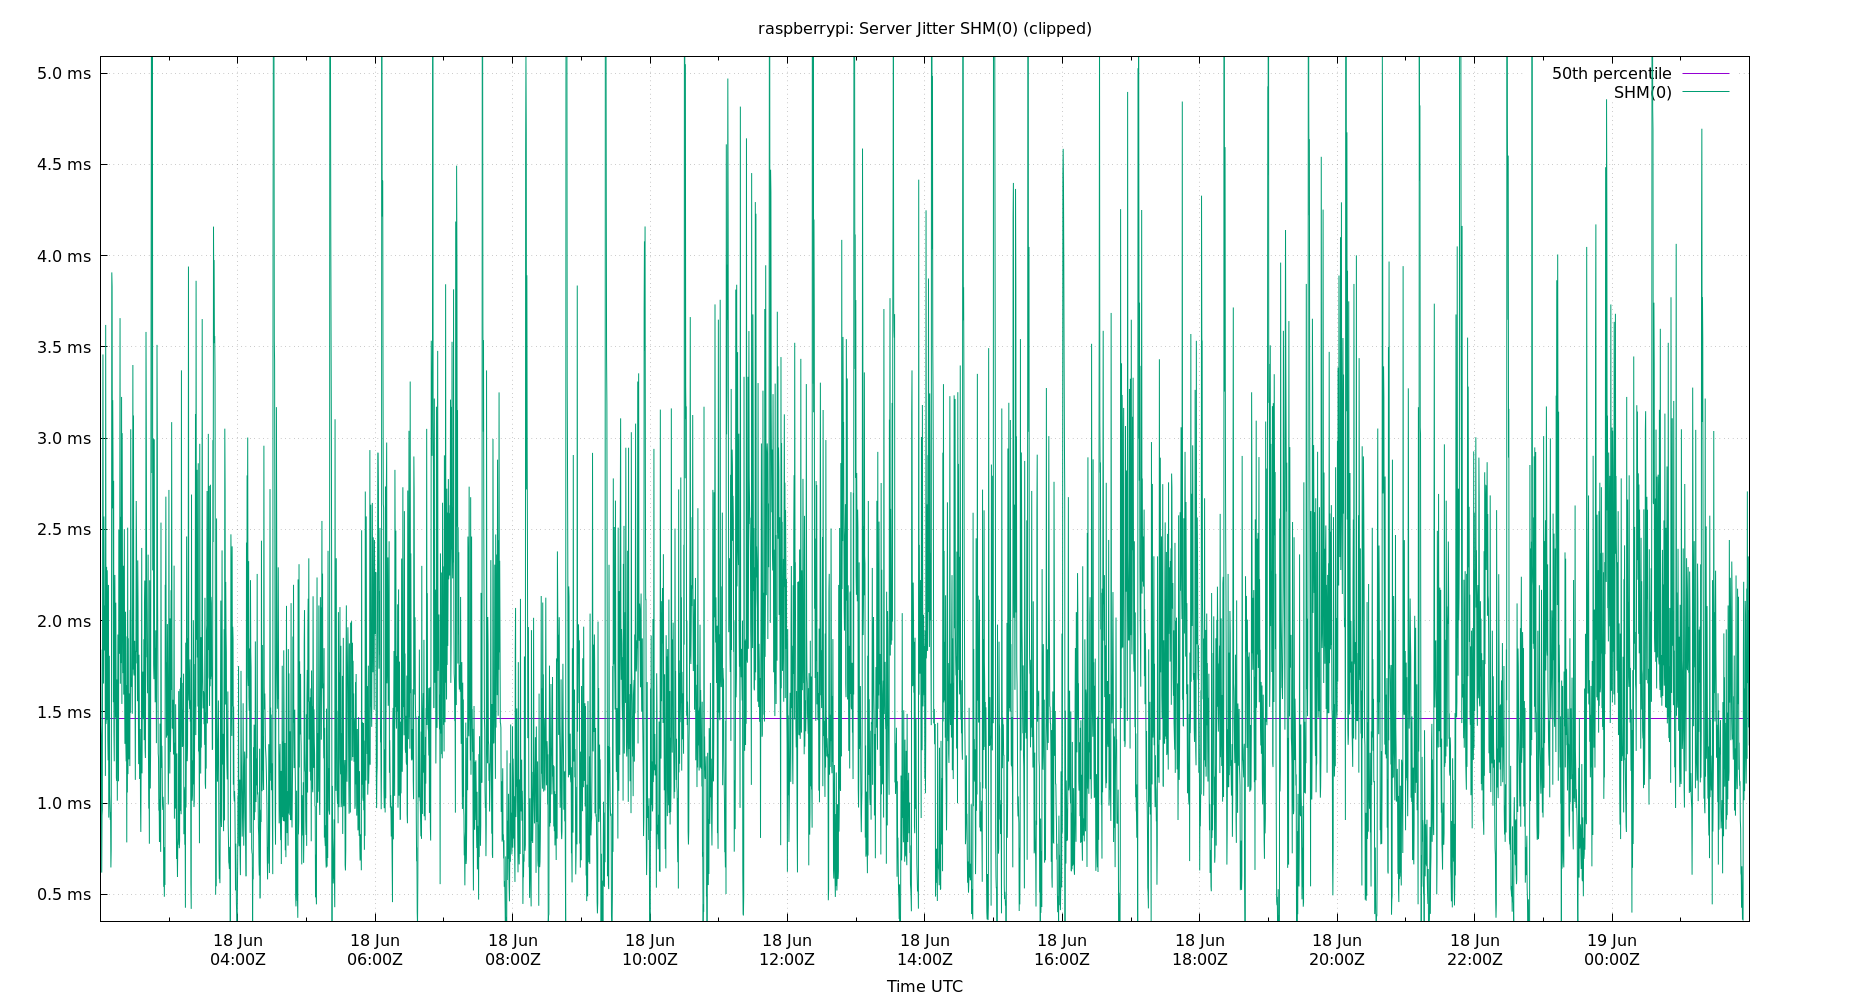 raspberrypi: Server Jitter SHM(0) (clipped)
5.0 ms
4.5 ms
4.0 ms
3.5 ms
3.0 ms
2.5 ms
2.0 ms
1.5 ms
1.0 ms
0.5 ms
50th percentile
SHM(0)
18 Jun 18 Jun 18 Jun 18 Jun 18 Jun 18 Jun 18 Jun 18 Jun 18 Jun 18 Jun 19 Jun
04:00Z 06:00Z 08:00Z 10:00Z 12:00Z 14:00Z 16:00Z 18:00Z 20:00Z 22:00Z 00:00Z
Time UTC